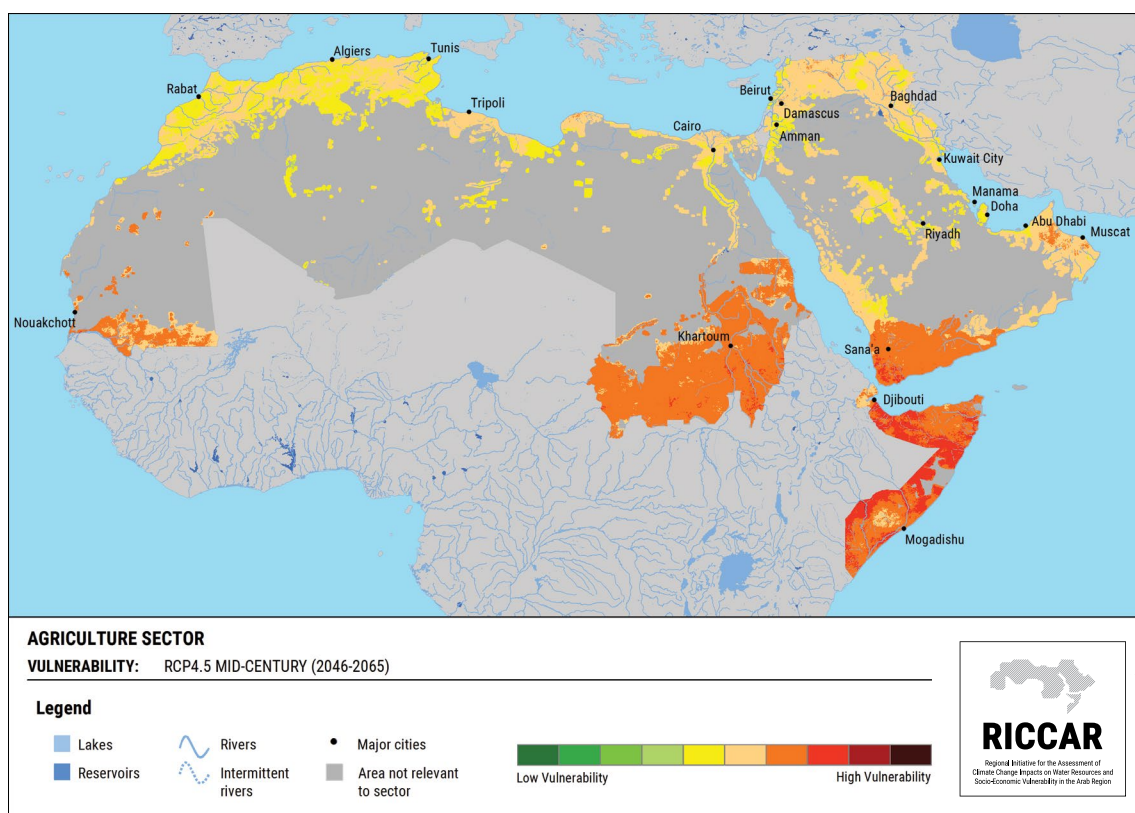 Algiers
Tunis
Rabat
Tripoli
Beirut
Baghdad
Damascus
Cairo
Amman
Kuwait City
Manama
Doha
Abu Dhabi
Riyadh
Muscat
Nouakchott
Khartoum
Sana'a
Djibouti
Mogadishu
AGRICULTURE SECTOR
VULNERABILITY: RCP4.5 MID-CENTURY (2046-2065)
Legend
Lakes
Reservoirs
Rivers
Intermittent
rivers
Major cities
Area not relevant
to sector
Low Vulnerability
High Vulnerability
RICCAR
Regional Initiative for the Assessment of
Climate Change Impacts on Water Resources and
Socio-Economic Vulnerability in the Arab Region